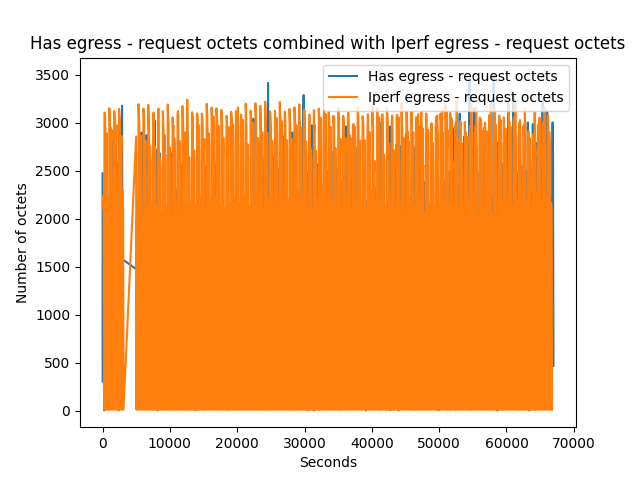 Has egress - request octets combined with Iperf egress - request octets
Has egress - request octets
Iperf egress - request octets
Number of octets
3500
3000
2500
2000
1500
1000
500
0
0 10000 20000 30000 40000 50000 60000 70000
Seconds